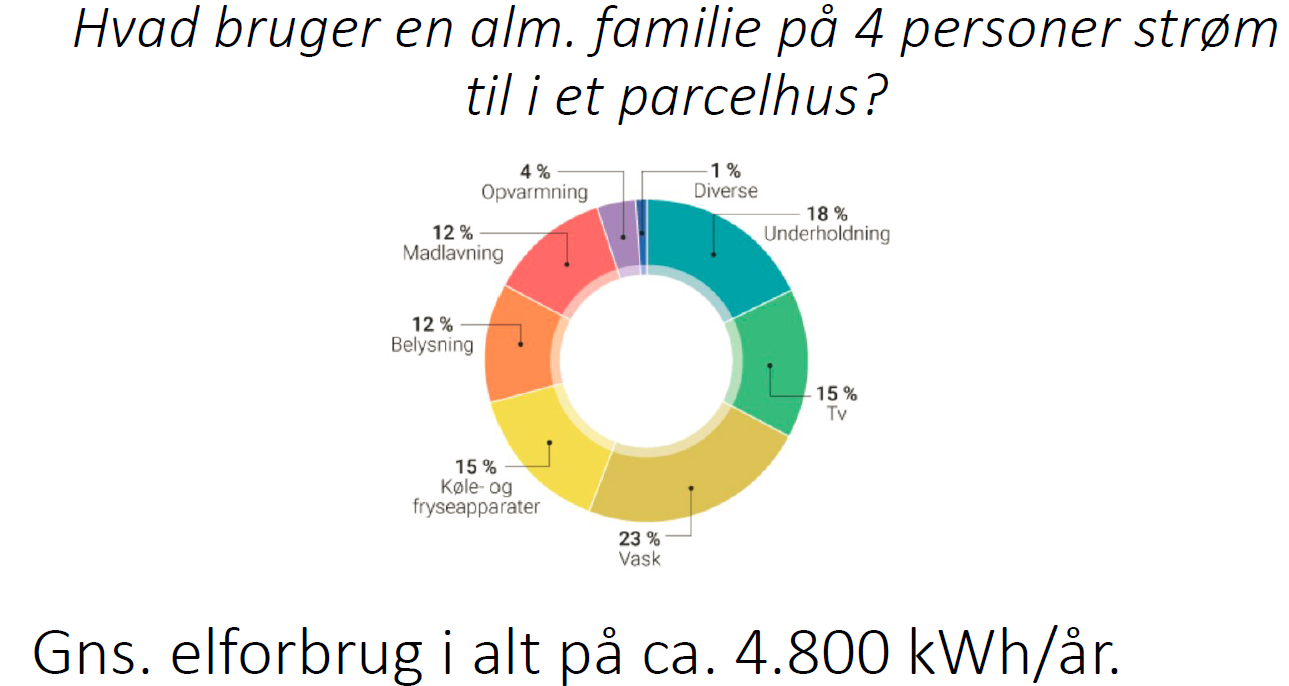 Hvad bruger en alm. familie på 4 personer strøm
til i et parcelhus?
4 %
Opvarmning
1 %
Diverse
18 %
Underholdning
12 %
Madlavning
12 %
Belysning
15 %
Tv
15 %
Køle- og
fryseapparater
23 %
Vask
Gns. elforbrug i alt på ca. 4.800 kWh/år.